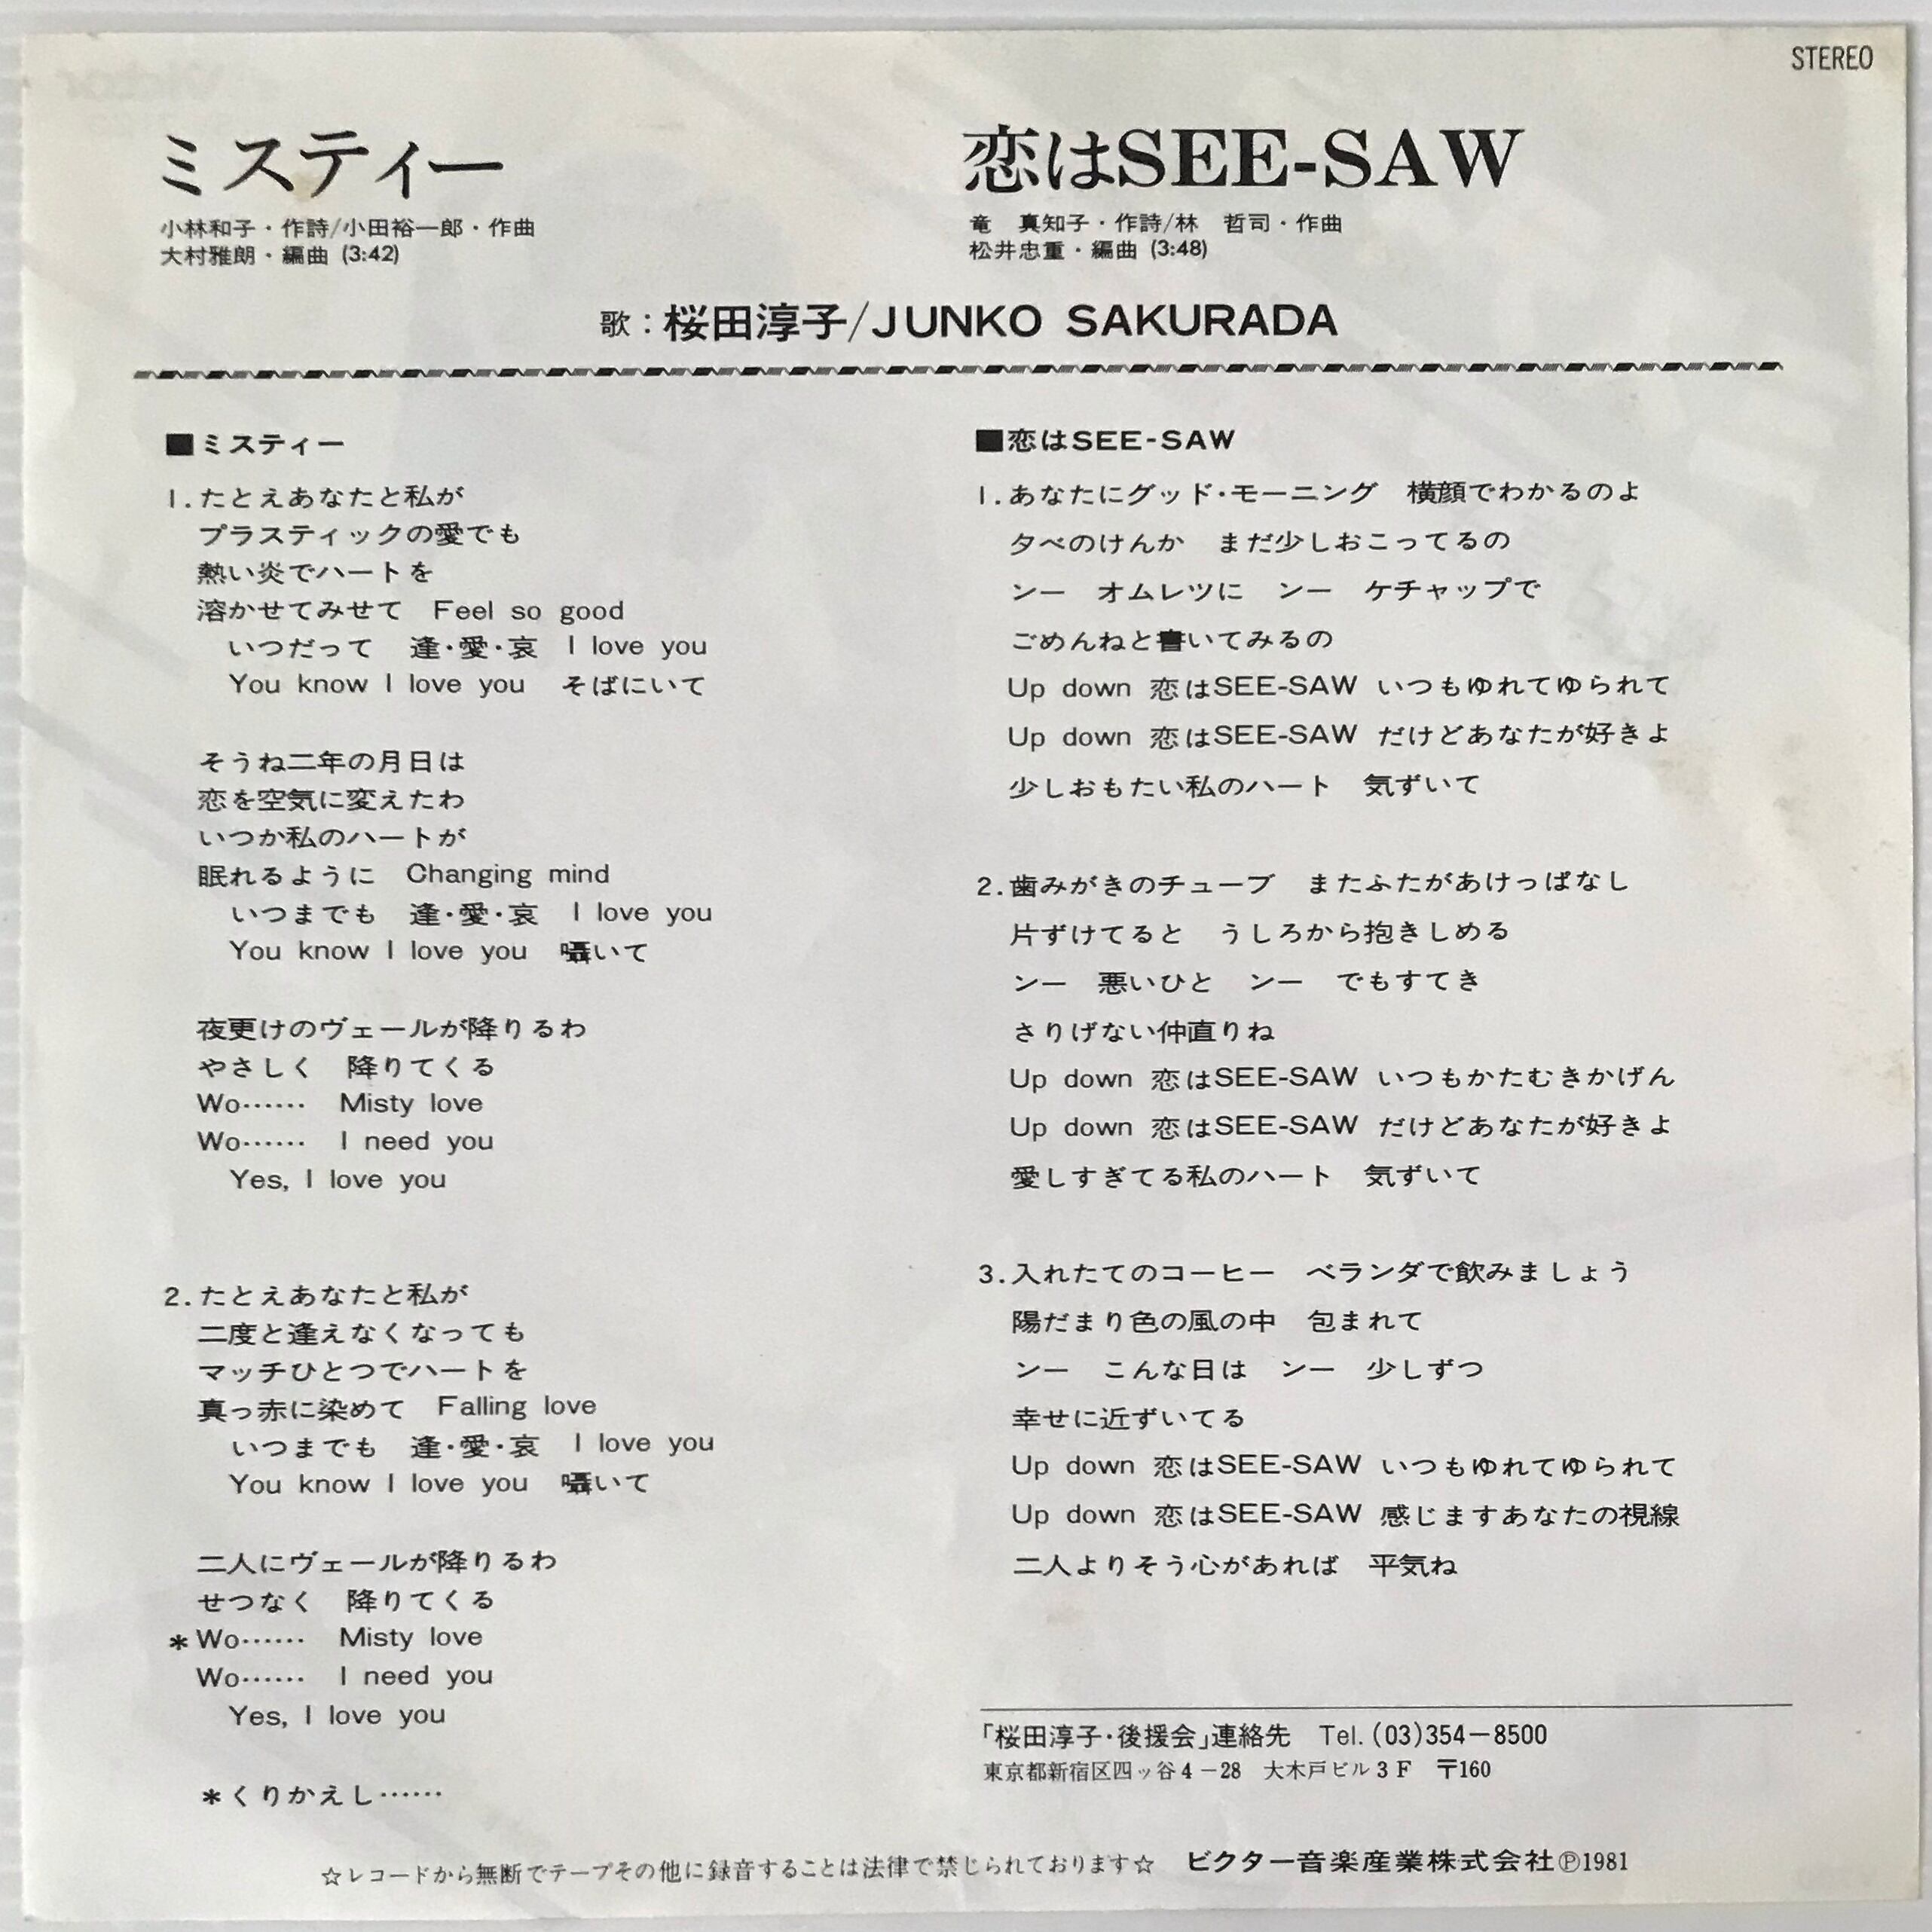 STEREO
ミスティー
小林和子・作詩/小田裕一郎・作曲
大村雅朗・編曲 (3:42)
恋はSEE-SAW
竜　真知子・作詩/林　哲司・作曲
松井忠重・編曲 (3:48)
歌：桜田淳子/JUNKO SAKURADA
■ミスティー
1.たとえあなたと私が
プラスティックの愛でも
熱い炎でハートを
溶かせてみせて　Feel so good
いつだって　逢・愛・哀　I love you
You know I love you　そばにいて
そうね二年の月日は
恋を空気に変えたわ
いつか私のハートが
眠れるように　Changing mind
いつまでも　逢・愛・哀　I love you
You know I love you　囁いて
夜更けのヴェールが降りるわ
やさしく　降りてくる
Wo……　Misty love
Wo……　I need you
Yes, I love you
2.たとえあなたと私が
二度と逢えなくなっても
マッチひとつでハートを
真っ赤に染めて　Falling love
いつまでも　逢・愛・哀　I love you
You know I love you　囁いて
二人にヴェールが降りるわ
せつなく　降りてくる
＊Wo……　Misty love
Wo……　I need you
Yes, I love you
＊くりかえし……
■恋はSEE-SAW
1.あなたにグッド・モーニング　横顔でわかるのよ
夕べのけんか　まだ少しおこってるの
ンー　オムレツに　ンー　ケチャップで
ごめんねと書いてみるの
Up down 恋はSEE-SAW いつもゆれてゆられて
Up down 恋はSEE-SAW だけどあなたが好きよ
少しおもたい私のハート　気ずいて
2.歯みがきのチューブ　またふたがあけっぱなし
片ずけてると　うしろから抱きしめる
ンー　悪いひと　ンー　でもすてき
さりげない仲直りね
Up down 恋はSEE-SAW いつもかたむきかげん
Up down 恋はSEE-SAW だけどあなたが好きよ
愛しすぎてる私のハート　気ずいて
3.入れたてのコーヒー　ベランダで飲みましょう
陽だまり色の風の中　包まれて
ンー　こんな日は　ンー　少しずつ
幸せに近ずいてる
Up down 恋はSEE-SAW いつもゆれてゆられて
Up down 恋はSEE-SAW 感じますあなたの視線
二人よりそう心があれば　平気ね
「桜田淳子・後援会」連絡先　Tel.(03)354－8500
東京都新宿区四ッ谷4－28　大木戸ビル3F　〒160
☆レコードから無断でテープその他に録音することは法律で禁じられております☆　ビクター音楽産業株式会社Ⓟ1981